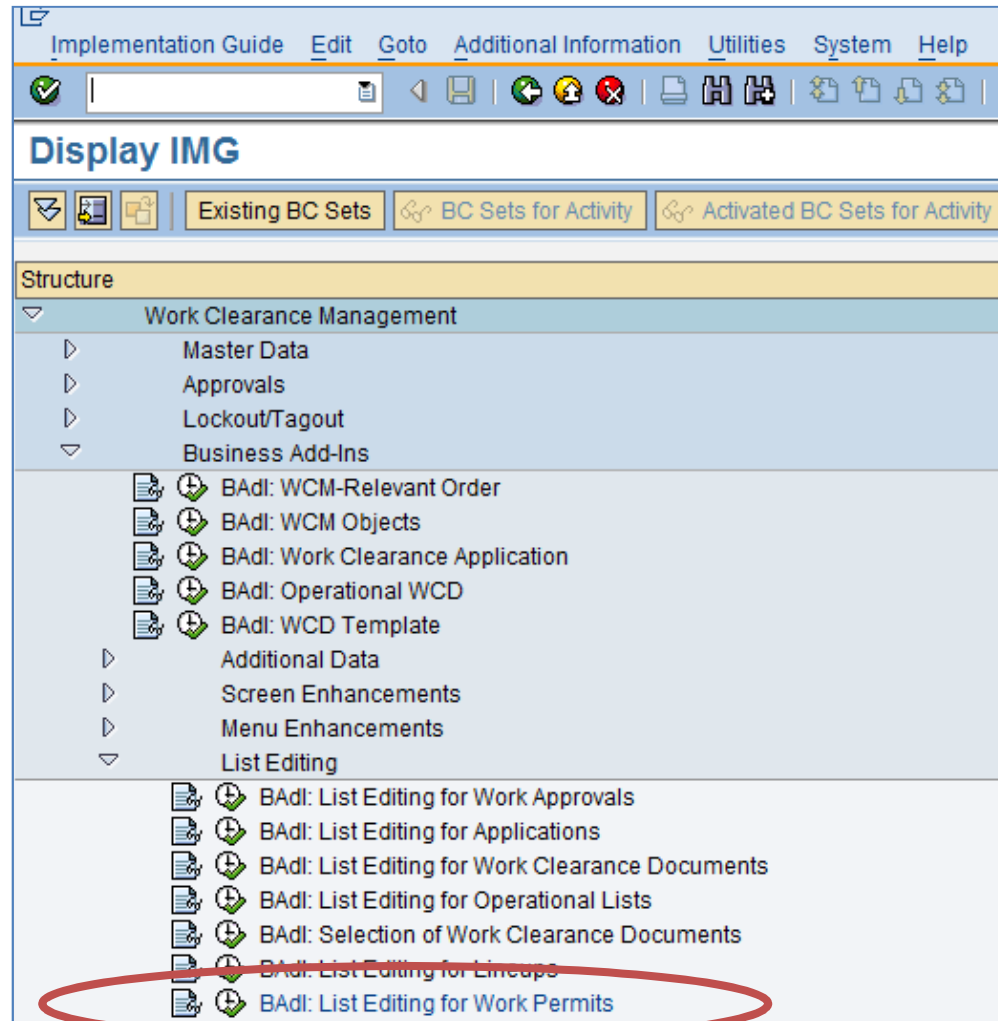 Implementation Guide Edit Goto Additional Information Utilities System Help
Display IMG
Existing BC Sets BC Sets for Activity Activated BC Sets for Activity
Structure
Work Clearance Management
Master Data
Approvals
Lockout/Tagout
Business Add-Ins
BAdI: WCM-Relevant Order
BAdI: WCM Objects
BAdI: Work Clearance Application
BAdI: Operational WCD
BAdI: WCD Template
Additional Data
Screen Enhancements
Menu Enhancements
List Editing
BAdI: List Editing for Work Approvals
BAdI: List Editing for Applications
BAdI: List Editing for Work Clearance Documents
BAdI: List Editing for Operational Lists
BAdI: Selection of Work Clearance Documents
BAdI: List Editing for Lineups
BAdI: List Editing for Work Permits